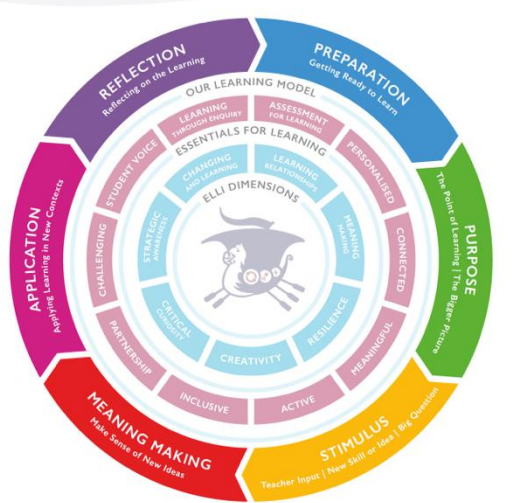 REFLECTION
Reflecting on the Learning
PREPARATION
Getting Ready to Learn
PURPOSE
The Point of Learning | The Bigger Picture
STIMULUS
Teacher Input | New Skill or Idea | Big Question
MEANING MAKING
Make Sense of New Ideas
APPLICATION
Applying Learning in New Contexts
OUR LEARNING MODEL
LEARNING
THROUGH ENQUIRY
ASSESSMENT
FOR LEARNING
PERSONALISED
CONNECTED
MEANINGFUL
ACTIVE
INCLUSIVE
PARTNERSHIP
CHALLENGING
STUDENT VOICE
ESSENTIALS FOR LEARNING
CHANGING
AND LEARNING
LEARNING
RELATIONSHIPS
MEANING
MAKING
RESILIENCE
CREATIVITY
CRITICAL
CURIOSITY
STRATEGIC
AWARENESS
ELLI DIMENSIONS